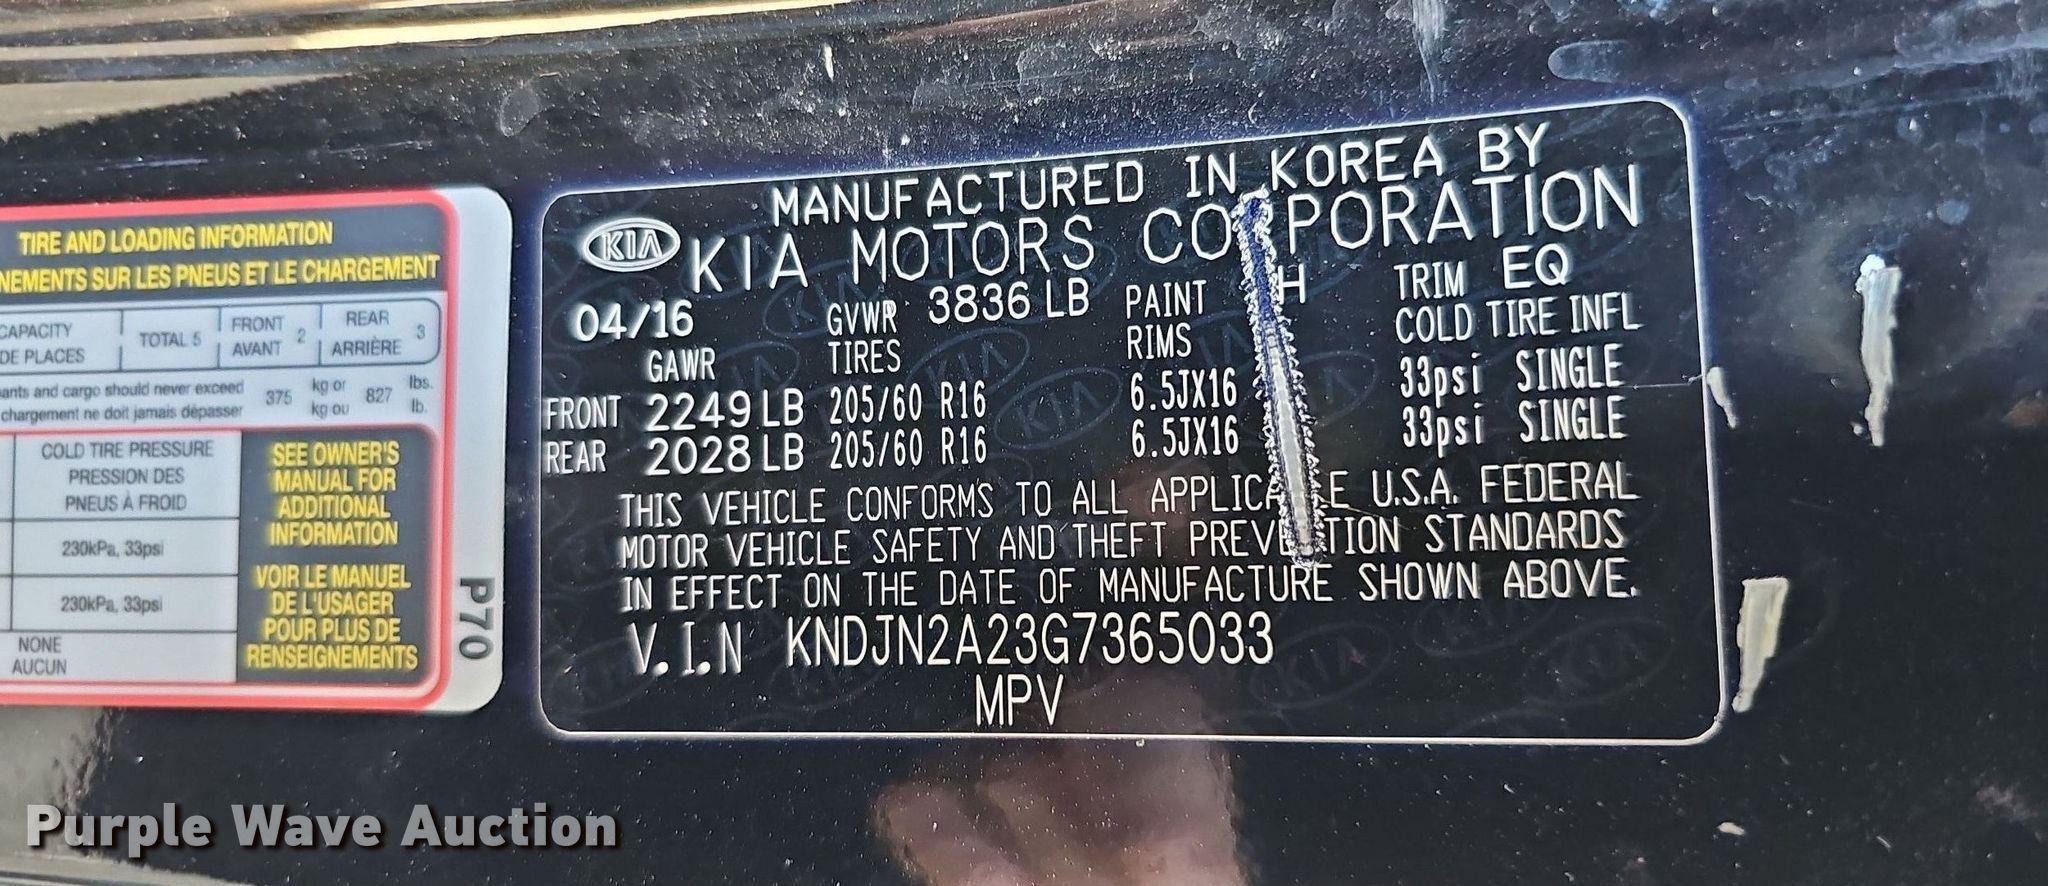 TIRE AND LOADING INFORMATION
NEMENTS SUR LES PNEUS ET LE CHARGEMENT
CAPACITY TOTAL 5 FRONT 2 REAR 3
DE PLACES AVANT ARRIÈRE
ants and cargo should never exceed 375 kg or 827 lbs.
chargement ne doit jamais dépasser kg ou lb.
COLD TIRE PRESSURE
PRESSION DES
PNEUS À FROID
230kPa, 33psi
230kPa, 33psi
NONE
AUCUN
SEE OWNER'S
MANUAL FOR
ADDITIONAL
INFORMATION
VOIR LE MANUEL
DE L'USAGER
POUR PLUS DE
RENSEIGNEMENTS
P70
KIA
MANUFACTURED IN KOREA BY
KIA MOTORS CO PORATION
04/16 GVWR 3836 LB PAINT H TRIM EQ
GAWR TIRES RIMS COLD TIRE INFL
FRONT 2249 LB 205/60 R16 6.5JX16 33psi SINGLE
REAR 2028 LB 205/60 R16 6.5JX16 33psi SINGLE
THIS VEHICLE CONFORMS TO ALL APPLICA E U.S.A. FEDERAL
MOTOR VEHICLE SAFETY AND THEFT PREVE TION STANDARDS
IN EFFECT ON THE DATE OF MANUFACTURE SHOWN ABOVE.
V.I.N KNDJN2A23G7365033
MPV
Purple Wave Auction